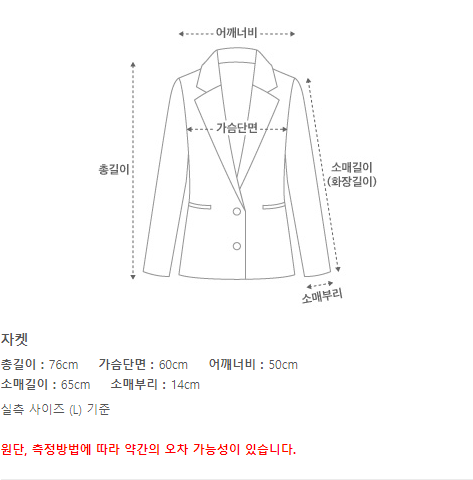 어깨너비
가슴단면
총길이
소매길이
(화장길이)
소매부리
자켓
총길이 : 76cm 가슴단면 : 60cm 어깨너비 : 50cm
소매길이 : 65cm 소매부리 : 14cm
실측 사이즈 (L) 기준
원단, 측정방법에 따라 약간의 오차 가능성이 있습니다.